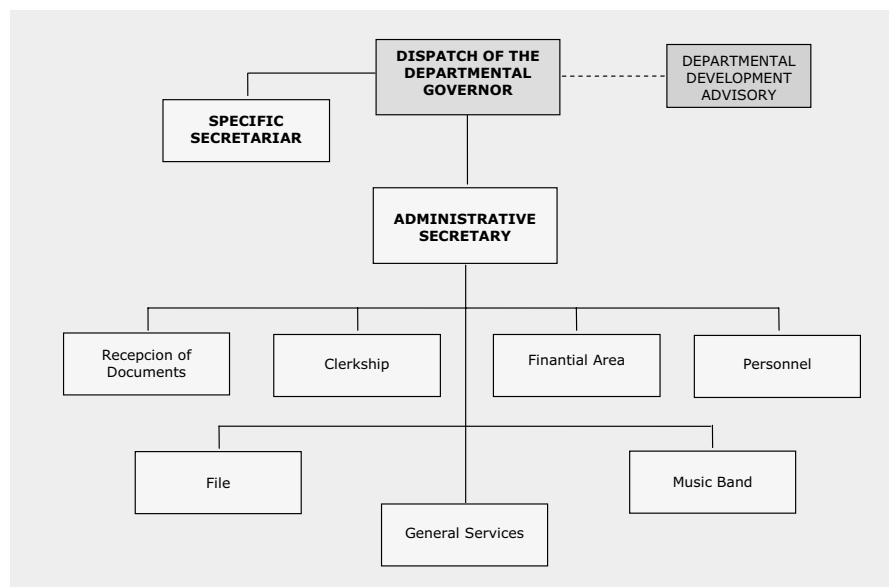 DISPATCH OF THE
DEPARTMENTAL
GOVERNOR
DEPARTMENTAL
DEVELOPMENT
ADVISORY
SPECIFIC
SECRETARIAR
ADMINISTRATIVE
SECRETARY
Recepcion of
Documents
Clerkship
Finantial Area
Personnel
File
Music Band
General Services